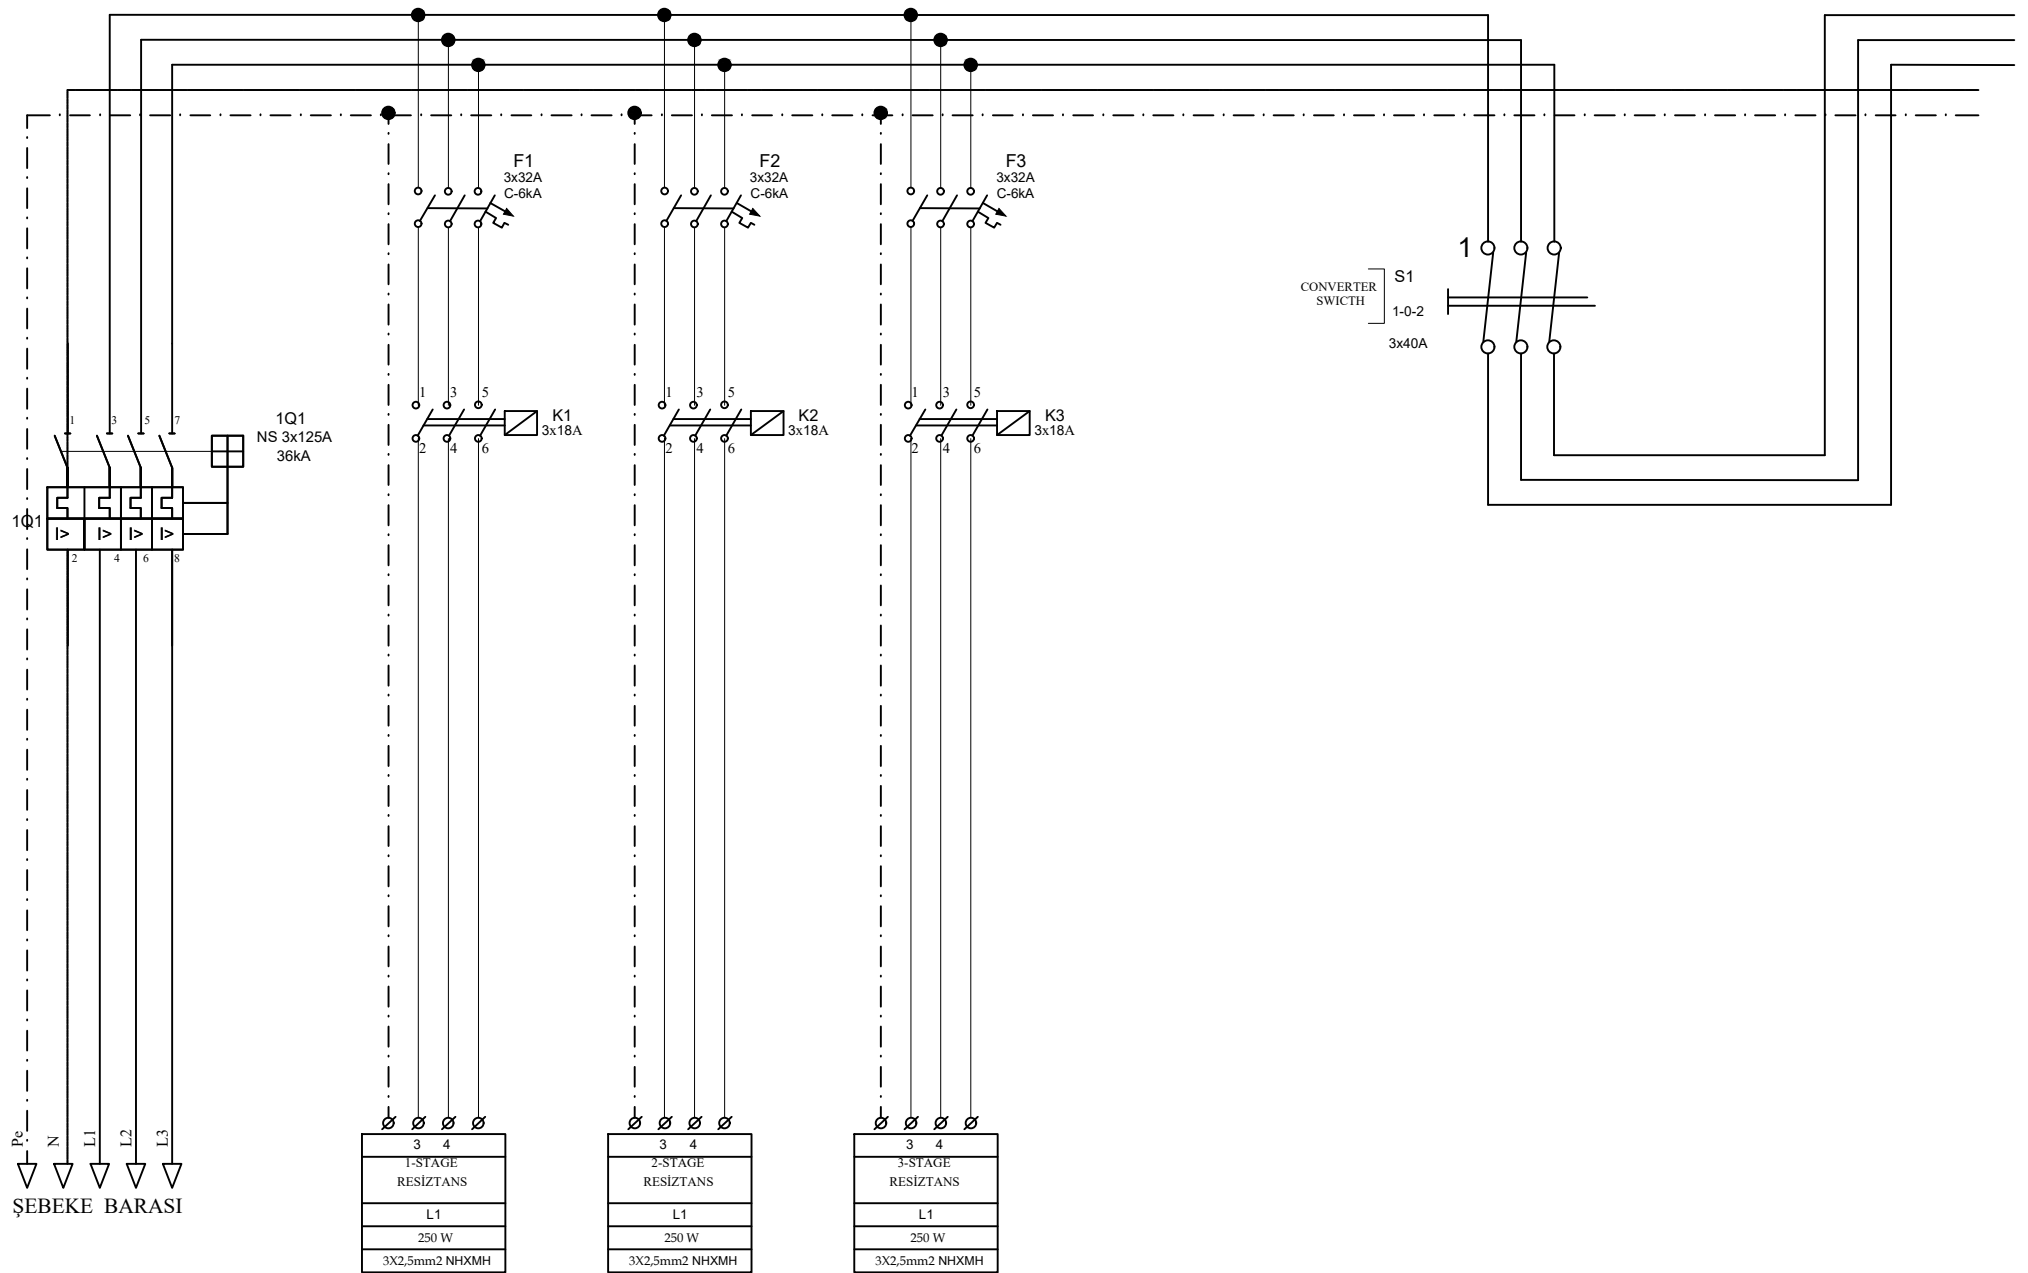 F1
3x32A
C-6kA
F2
3x32A
C-6kA
F3
3x32A
C-6kA
1
CONVERTER
SWICTH
S1
1-0-2
3x40A
1 3 5
K1
3x18A
2 4 6
1 3 5
K2
3x18A
2 4 6
1 3 5
K3
3x18A
2 4 6
1 3 5 7
1Q1
NS 3x125A
36kA
1Q1
I> I> I> I>
2 4 6 8
Pe
N
L1
L2
L3
ŞEBEKE BARASI
3 4
1-STAGE
RESİZTANS
L1
250 W
3X2,5mm2 NHXMH
3 4
2-STAGE
RESİZTANS
L1
250 W
3X2,5mm2 NHXMH
3 4
3-STAGE
RESİZTANS
L1
250 W
3X2,5mm2 NHXMH